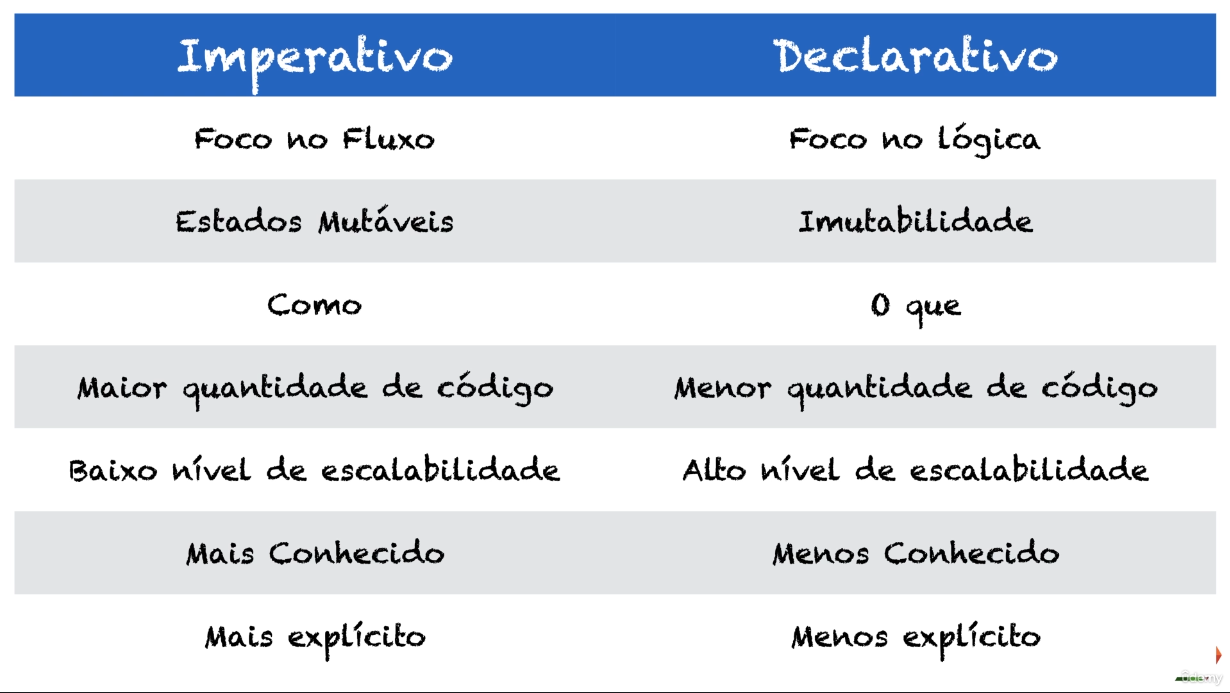 Imperativo Declarativo
Foco no Fluxo Foco no lógica
Estados Mutáveis Imutabilidade
Como O que
Maior quantidade de código Menor quantidade de código
Baixo nível de escalabilidade Alto nível de escalabilidade
Mais Conhecido Menos Conhecido
Mais explícito Menos explícito
Udemy